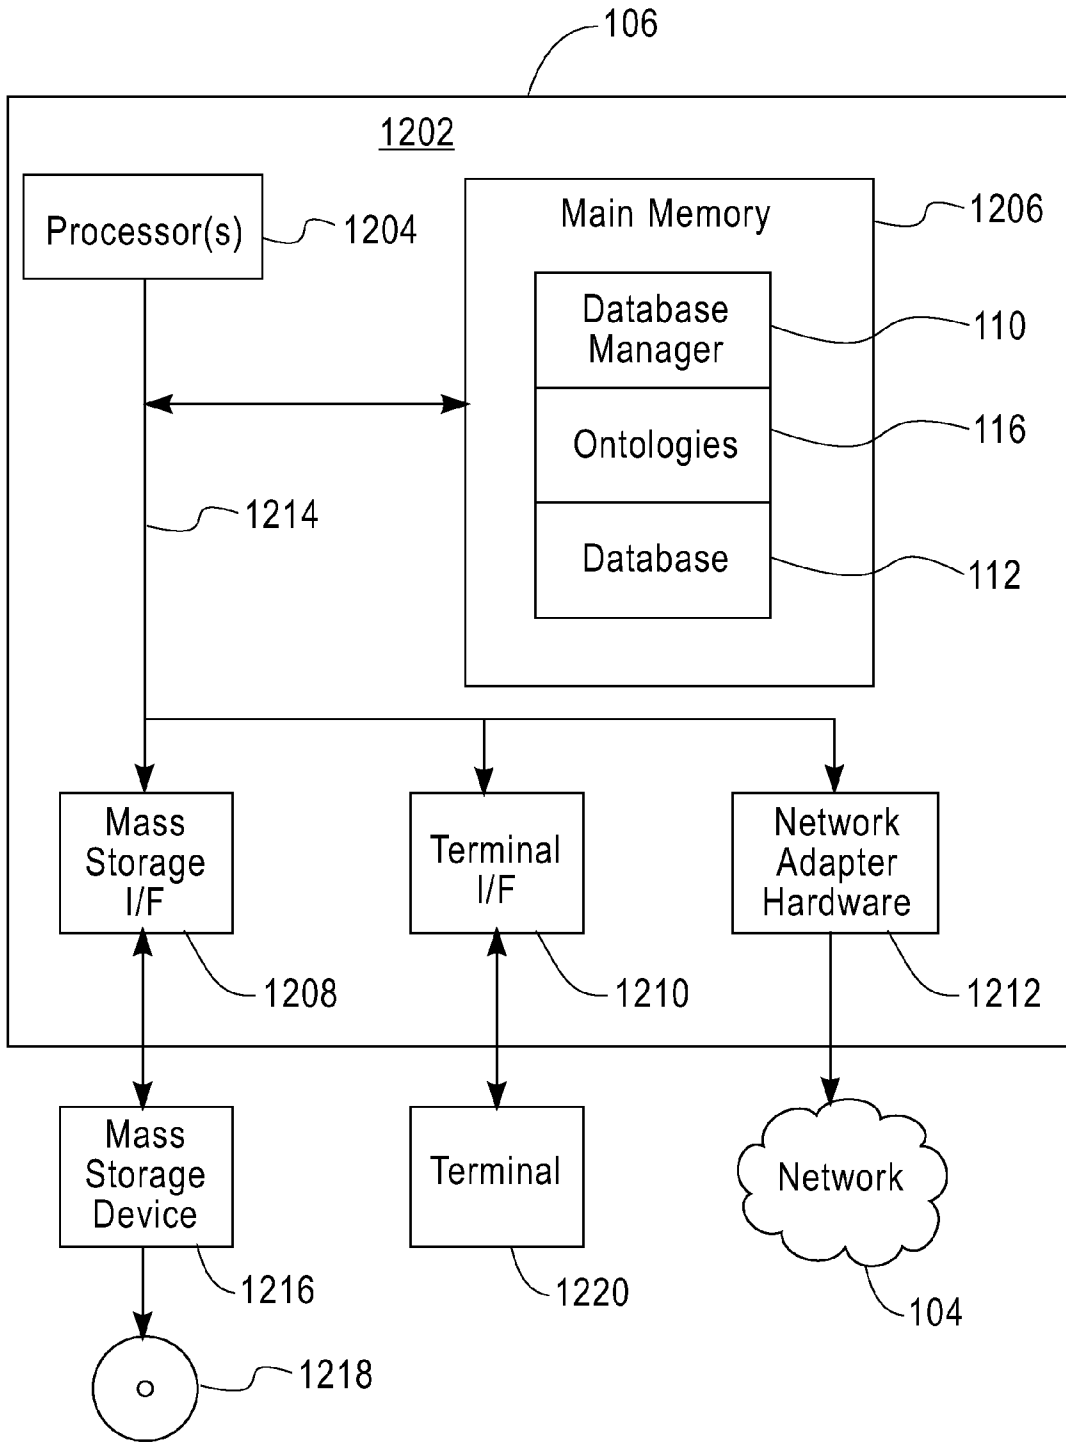 106
1202
Processor(s)
1204
Main Memory
1206
Database
Manager
110
Ontologies
116
Database
112
1214
Mass
Storage
I/F
1208
Terminal
I/F
1210
Network
Adapter
Hardware
1212
Mass
Storage
Device
1216
Terminal
1220
Network
104
1218